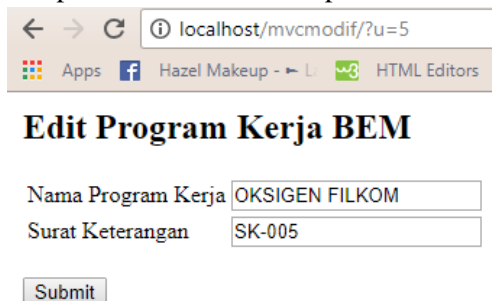 localhost/mvcmodif/?u=5
Apps Hazel Makeup - ► L HTML Editors
Edit Program Kerja BEM
Nama Program Kerja OKSIGEN FILKOM
Surat Keterangan SK-005
Submit